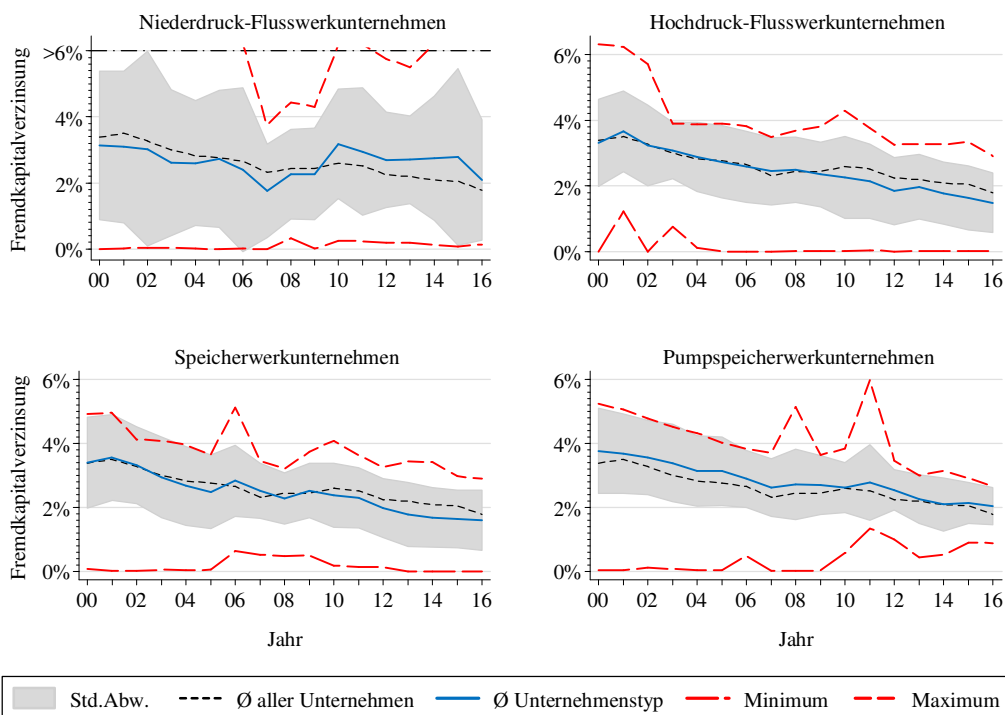 Niederdruck-Flusswerkunternehmen
Fremdkapitalverzinsung
>6%
4%
2%
0%
00 02 04 06 08 10 12 14 16
Hochdruck-Flusswerkunternehmen
6%
4%
2%
0%
00 02 04 06 08 10 12 14 16
Speicherwerkunternehmen
Fremdkapitalverzinsung
6%
4%
2%
0%
00 02 04 06 08 10 12 14 16
Jahr
Pumpspeicherwerkunternehmen
6%
4%
2%
0%
00 02 04 06 08 10 12 14 16
Jahr
Std.Abw. Ø aller Unternehmen Ø Unternehmenstyp Minimum Maximum